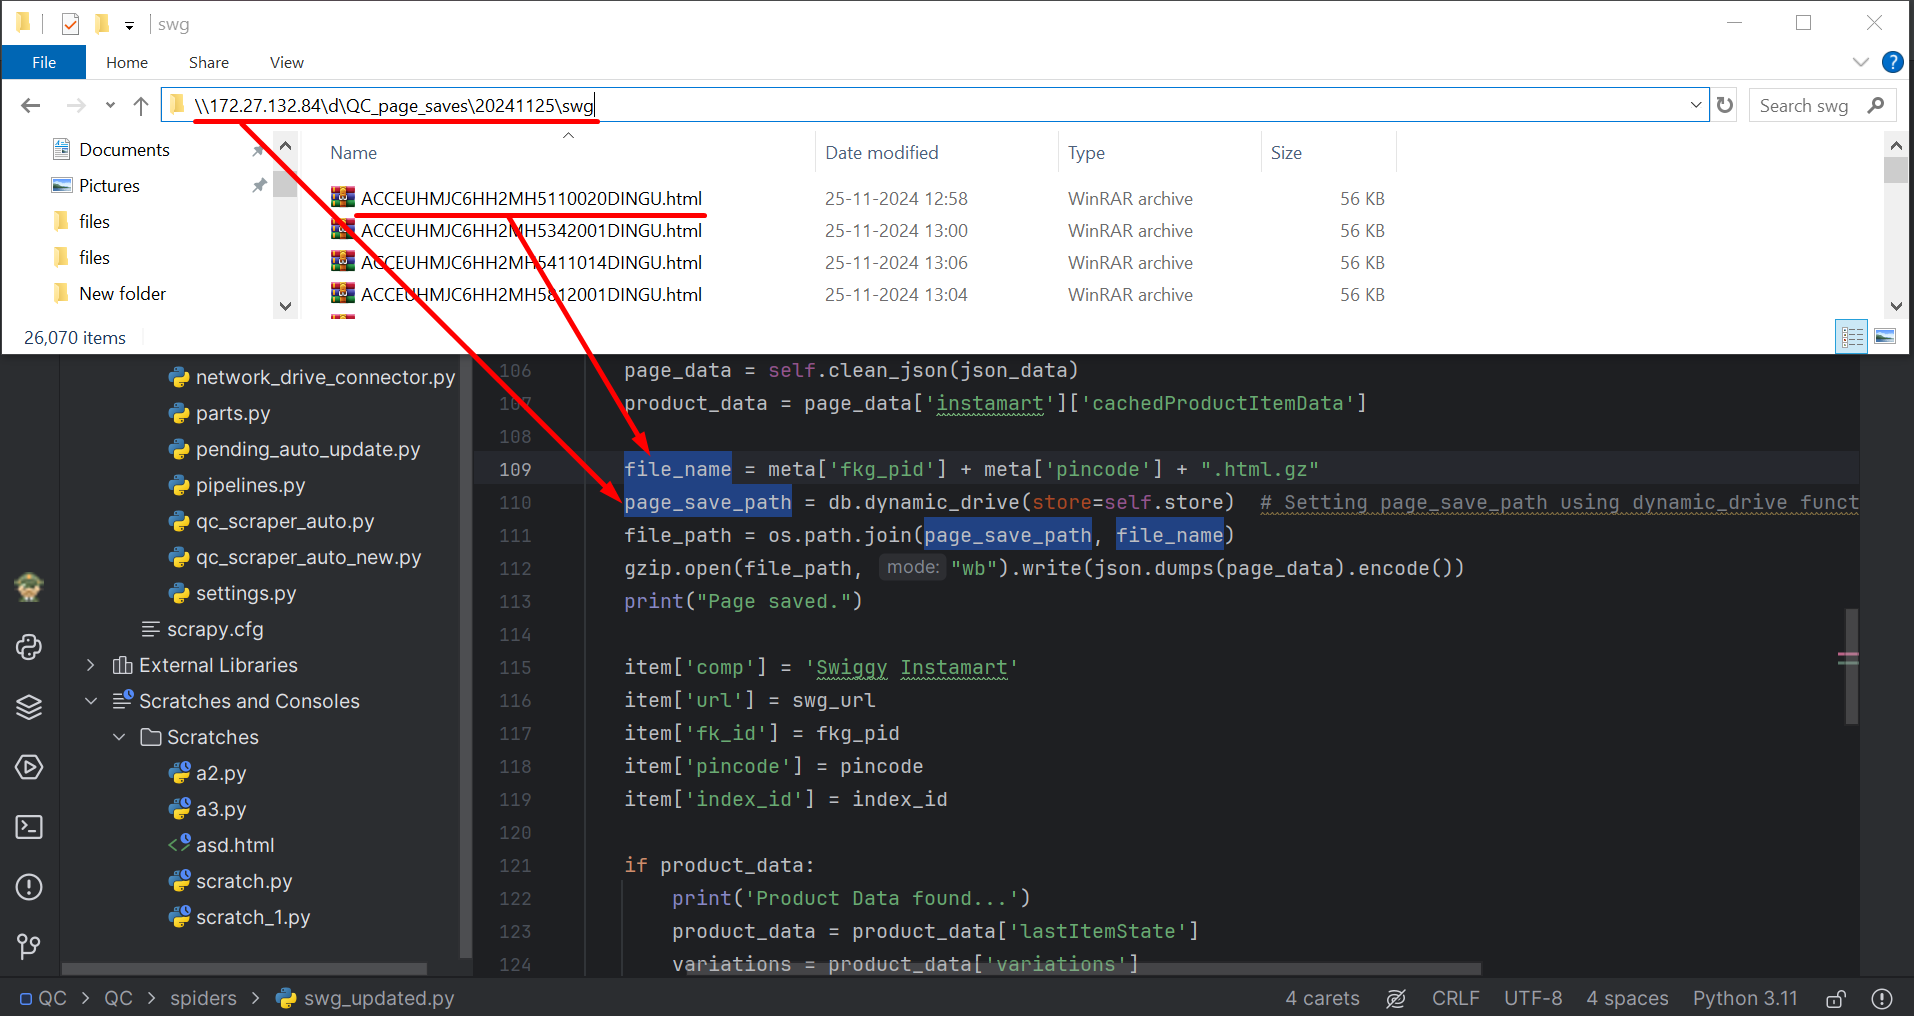 swg
File Home Share View
\\172.27.132.84\d\QC_page_saves\20241125\swg
Search swg
Documents
Pictures
files
files
New folder
Name Date modified Type Size
ACCEUHMJC6HH2MH5110020DINGU.html 25-11-2024 12:58 WinRAR archive 56 KB
ACCEUHMJC6HH2MH5342001DINGU.html 25-11-2024 13:00 WinRAR archive 56 KB
ACCEUHMJC6HH2MH5411014DINGU.html 25-11-2024 13:06 WinRAR archive 56 KB
ACCEUHMJC6HH2MH5812001DINGU.html 25-11-2024 13:04 WinRAR archive 56 KB
26,070 items
network_drive_connector.py
parts.py
pending_auto_update.py
pipelines.py
qc_scraper_auto.py
qc_scraper_auto_new.py
settings.py
scrapy.cfg
External Libraries
Scratches and Consoles
Scratches
a2.py
a3.py
asd.html
scratch.py
scratch_1.py
106 page_data = self.clean_json(json_data)
107 product_data = page_data['instamart']['cachedProductItemData']
108
109 file_name = meta['fkg_pid'] + meta['pincode'] + ".html.gz"
110 page_save_path = db.dynamic_drive(store=self.store) # Setting page_save_path using dynamic_drive funct
111 file_path = os.path.join(page_save_path, file_name)
112 gzip.open(file_path, mode: "wb").write(json.dumps(page_data).encode())
113 print("Page saved.")
114
115 item['comp'] = 'Swiggy Instamart'
116 item['url'] = swg_url
117 item['fk_id'] = fkg_pid
118 item['pincode'] = pincode
119 item['index_id'] = index_id
120
121 if product_data:
122 print('Product Data found...')
123 product_data = product_data['lastItemState']
124 variations = product_data['variations']
QC > QC > spiders > swg_updated.py 4 carets CRLF UTF-8 4 spaces Python 3.11